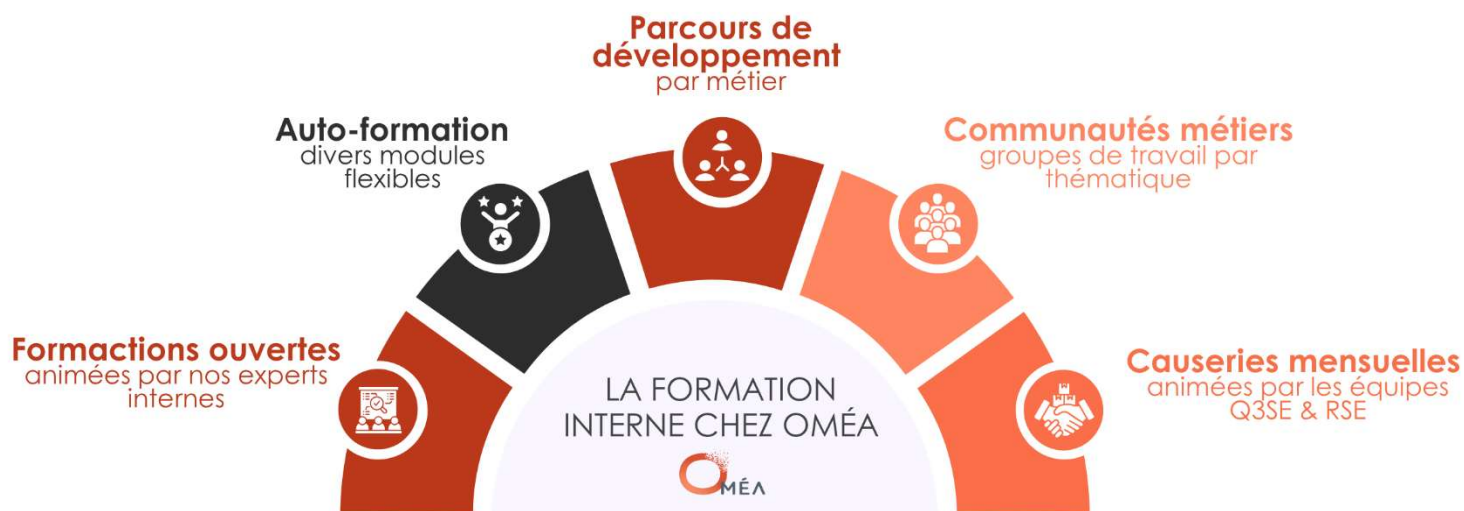 Parcours de
développement
par métier
Auto-formation
divers modules
flexibles
Communautés métiers
groupes de travail par
thématique
Formactions ouvertes
animées par nos experts
internes
Causeries mensuelles
animées par les équipes
Q3SE & RSE
LA FORMATION
INTERNE CHEZ OMÉA
OMÉA